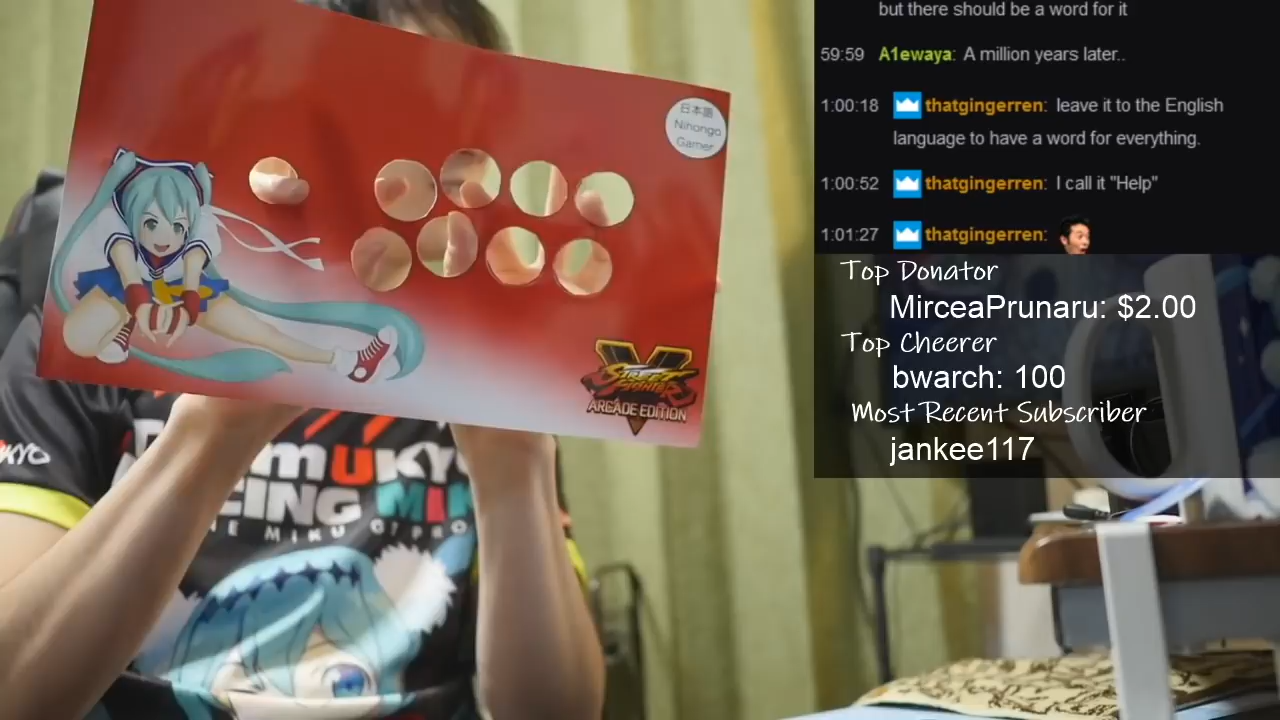 but there should be a word for it
59:59 A1ewaya: A million years later..
1:00:18 thatgingerren: leave it to the English
language to have a word for everything.
1:00:52 thatgingerren: I call it "Help"
1:01:27 thatgingerren:
Top Donator
MirceaPrunaru: $2.00
Top Cheerer
bwarch: 100
Most Recent Subscriber
jankee117
日本語
Nihongo
Gamer
V
STREET
FIGHTER
ARCADE EDITION